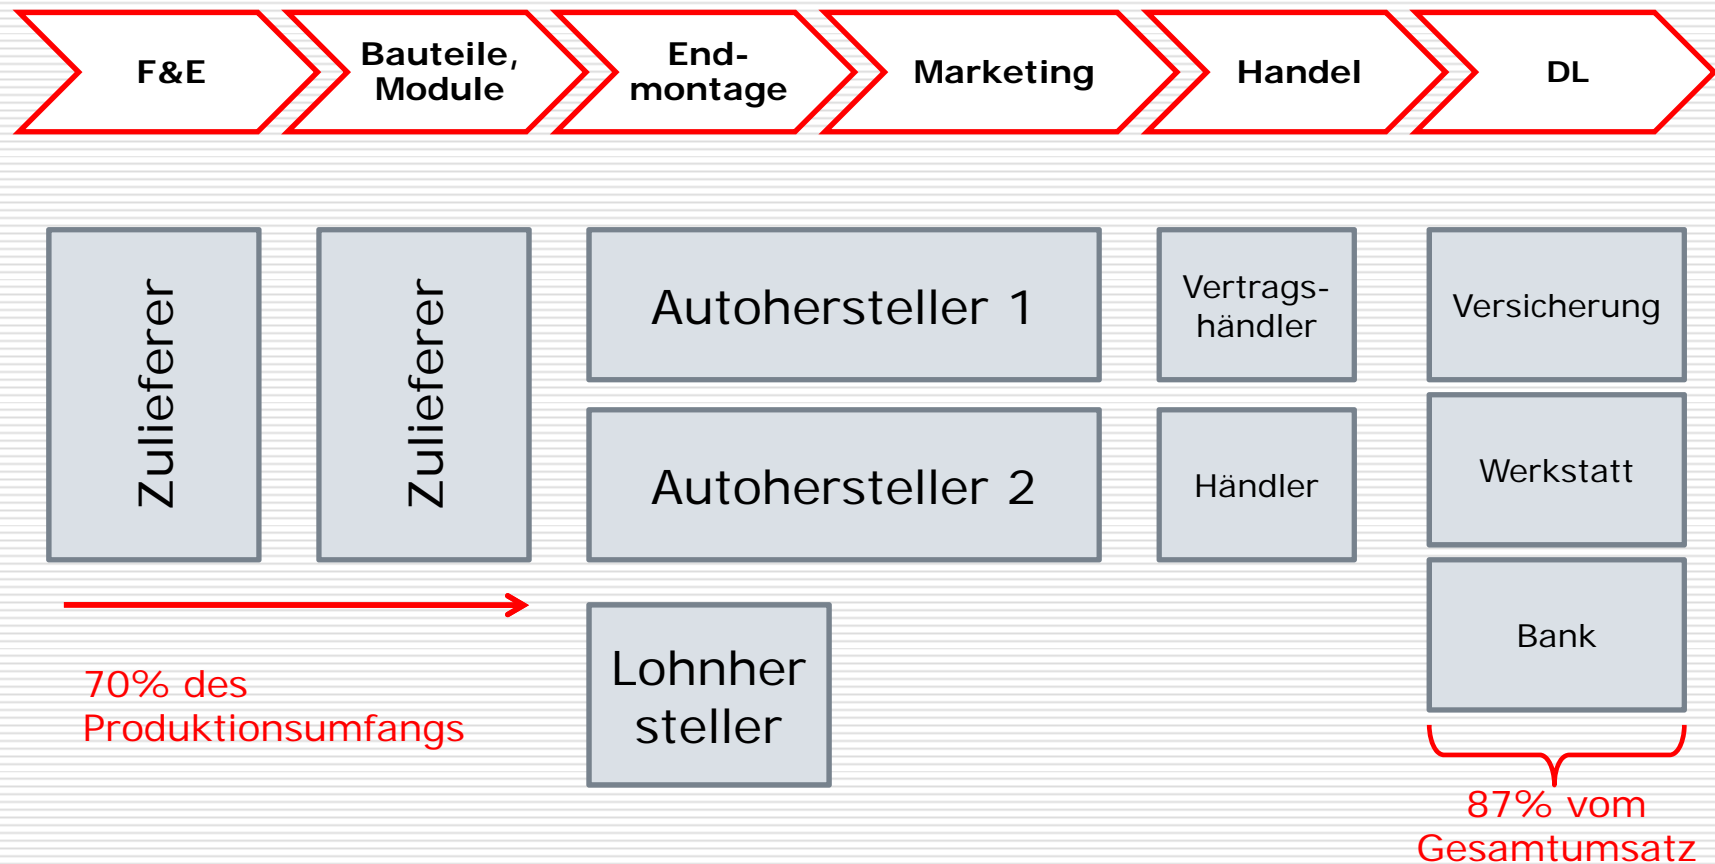 F&E
Bauteile,
Module
End-
montage
Marketing
Handel
DL
Zulieferer
Zulieferer
Autohersteller 1
Vertrags-
händler
Versicherung
Autohersteller 2
Händler
Werkstatt
Lohnher
steller
Bank
70% des
Produktionsumfangs
87% vom
Gesamtumsatz